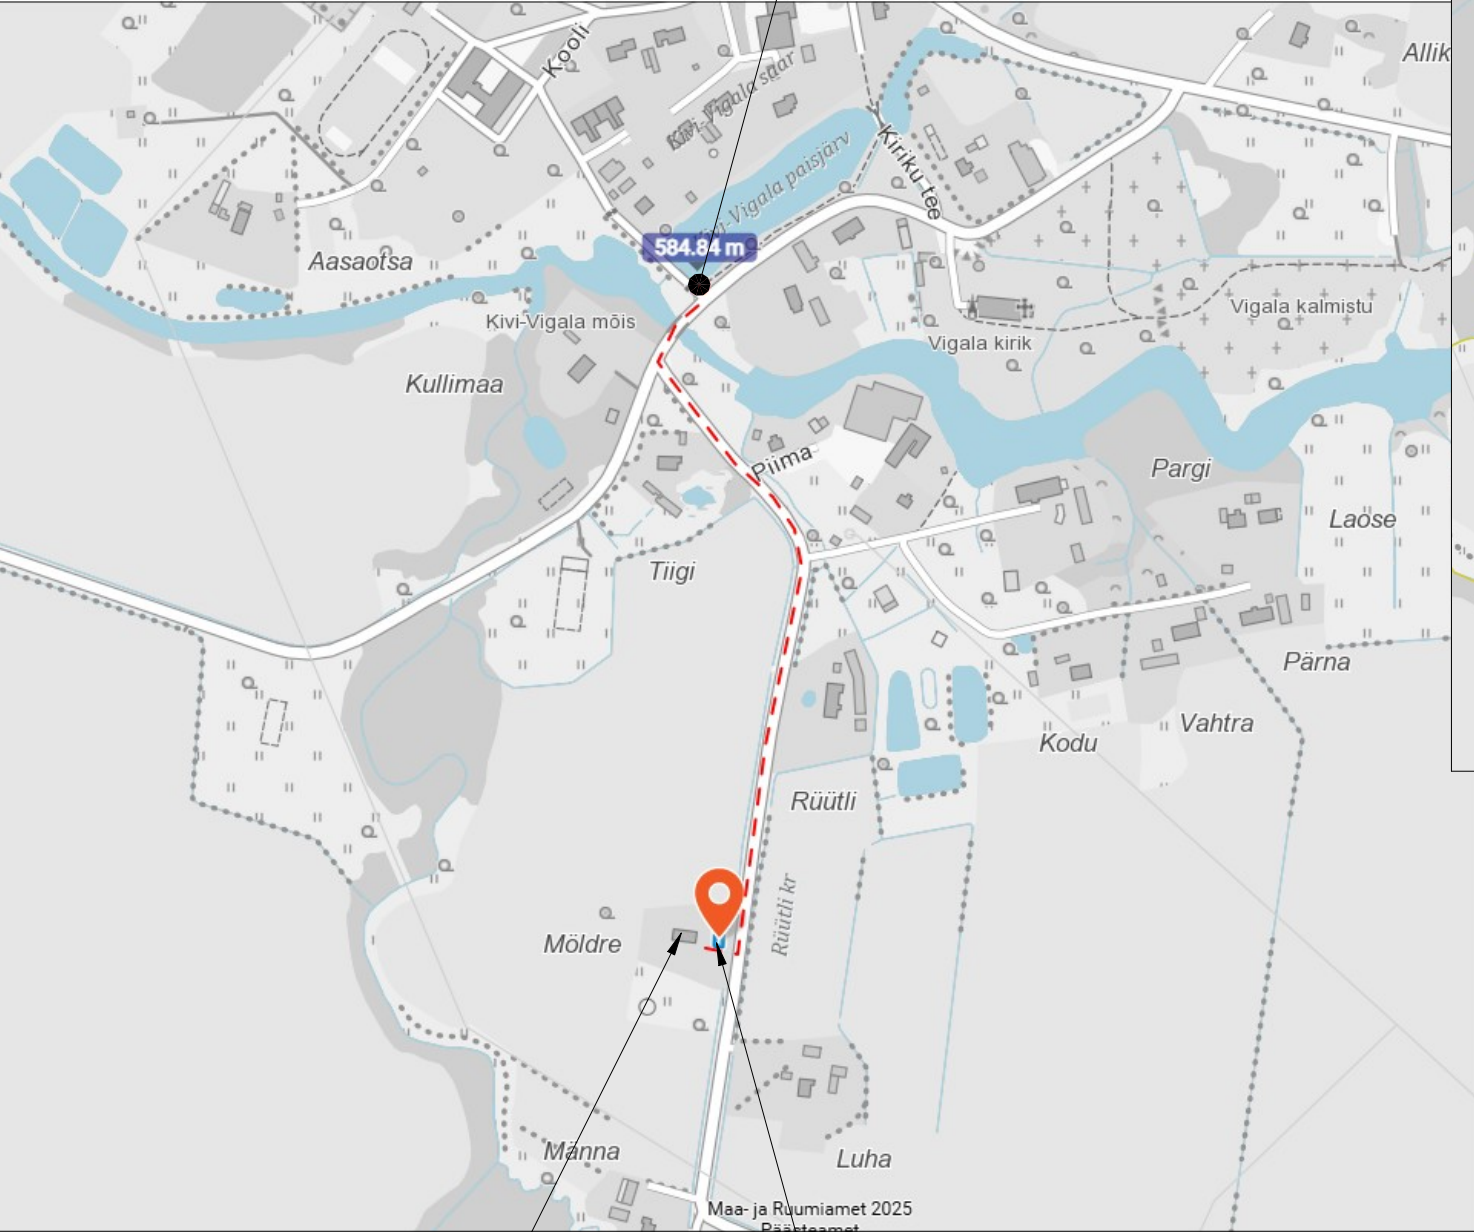 Kooli
Allik
Kivi-Vigala saar
Kivi-Vigala paisjärv
Kiriku tee
584.84 m
Aasaotsa
Kivi-Vigala mõis
Vigala kalmistu
Vigala kirik
Kullimaa
Piima
Pargi
Laose
Tiigi
Pärna
Vahtra
Kodu
Rüütli
Rüütli kr
Möldre
Männa
Luha
Maa- ja Ruumiamet 2025
Päästeamet